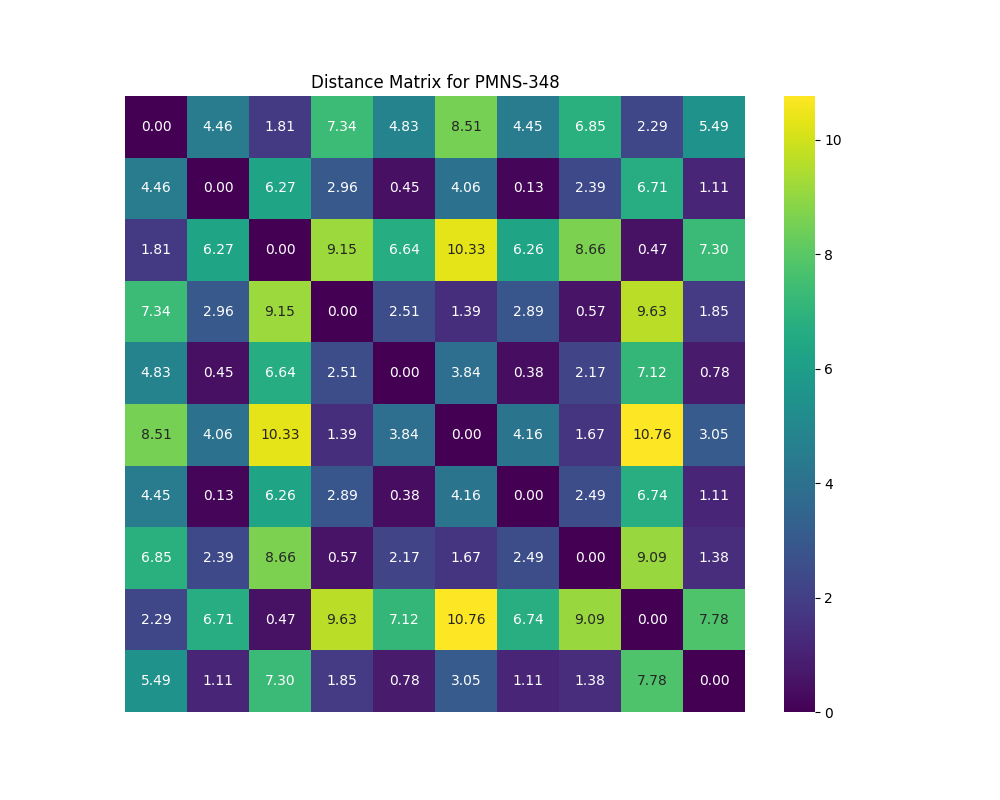 Distance Matrix for PMNS-348
0.00 4.46 1.81 7.34 4.83 8.51 4.45 6.85 2.29 5.49
4.46 0.00 6.27 2.96 0.45 4.06 0.13 2.39 6.71 1.11
1.81 6.27 0.00 9.15 6.64 10.33 6.26 8.66 0.47 7.30
7.34 2.96 9.15 0.00 2.51 1.39 2.89 0.57 9.63 1.85
4.83 0.45 6.64 2.51 0.00 3.84 0.38 2.17 7.12 0.78
8.51 4.06 10.33 1.39 3.84 0.00 4.16 1.67 10.76 3.05
4.45 0.13 6.26 2.89 0.38 4.16 0.00 2.49 6.74 1.11
6.85 2.39 8.66 0.57 2.17 1.67 2.49 0.00 9.09 1.38
2.29 6.71 0.47 9.63 7.12 10.76 6.74 9.09 0.00 7.78
5.49 1.11 7.30 1.85 0.78 3.05 1.11 1.38 7.78 0.00
10
8
6
4
2
0